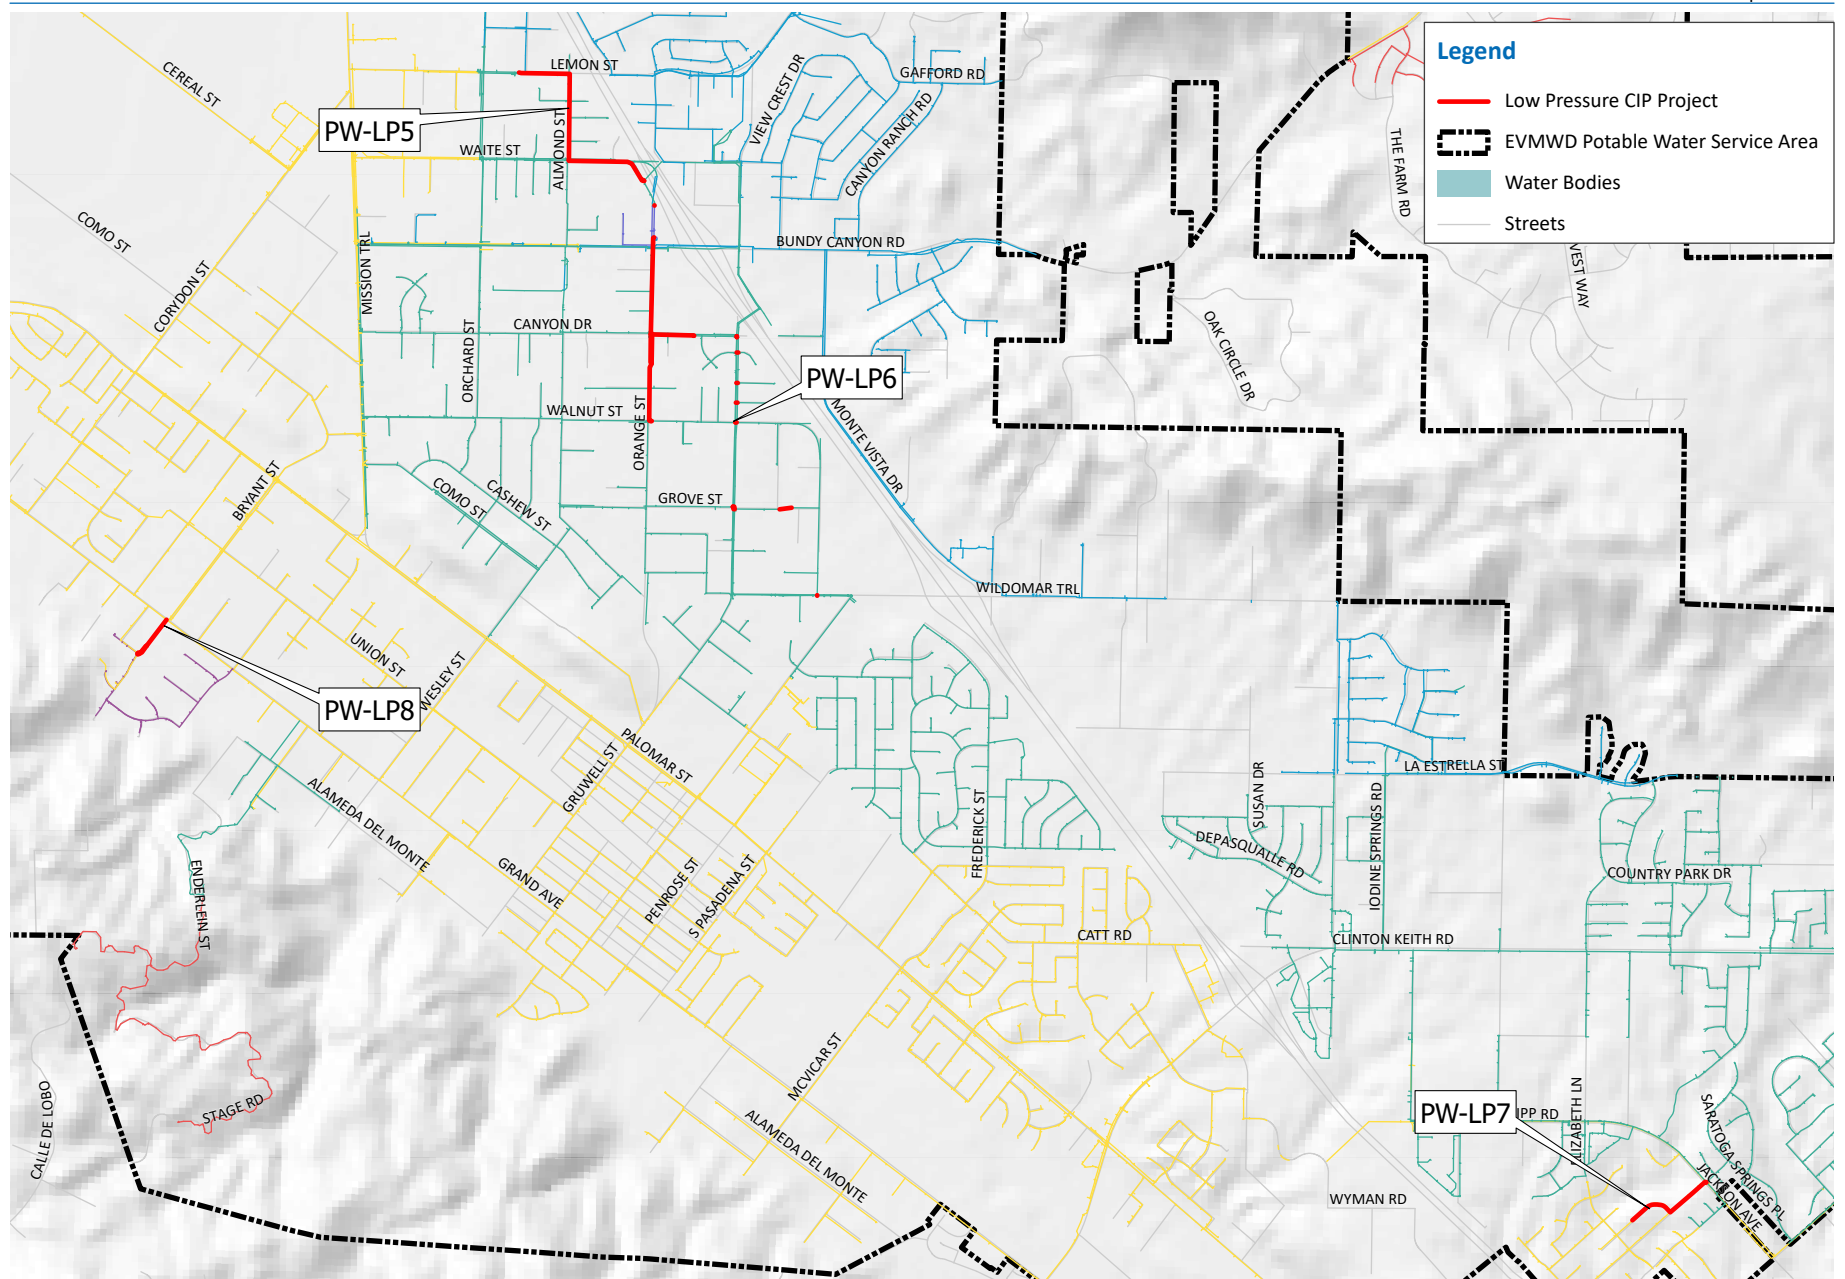 Legend
Low Pressure CIP Project
EVMWD Potable Water Service Area
Water Bodies
Streets
LEMON ST
GAFFORD RD
CEREAL ST
VIEW CREST DR
PW-LP5
ALMOND ST
WAITE ST
CANYON RANCH RD
THE FARM RD
COMO ST
MISSION TRL
BUNDY CANYON RD
VEST WAY
CORYDON ST
CANYON DR
ORCHARD ST
OAK CIRCLE DR
PW-LP6
WALNUT ST
ORANGE ST
MONTE VISTA DR
BRYANT ST
COMO ST
CASHEW ST
GROVE ST
WILDOMAR TRL
UNION ST
WESLEY ST
PW-LP8
PALOMAR ST
GRUWELL ST
LA ESTRELLA ST
SUSAN DR
FREDERICK ST
IODINE SPRINGS RD
ALAMEDA DEL MONTE
DEPASQUALLE RD
ENDERLEIN ST
GRAND AVE
PENROSE ST
S PASADENA ST
COUNTRY PARK DR
CATT RD
CLINTON KEITH RD
MCVICAR ST
STAGE RD
CALLE DE LOBO
ALAMEDA DEL MONTE
PW-LP7
IPP RD
ELIZABETH LN
SARATOGA SPRINGS PL
JACKSON AVE
WYMAN RD